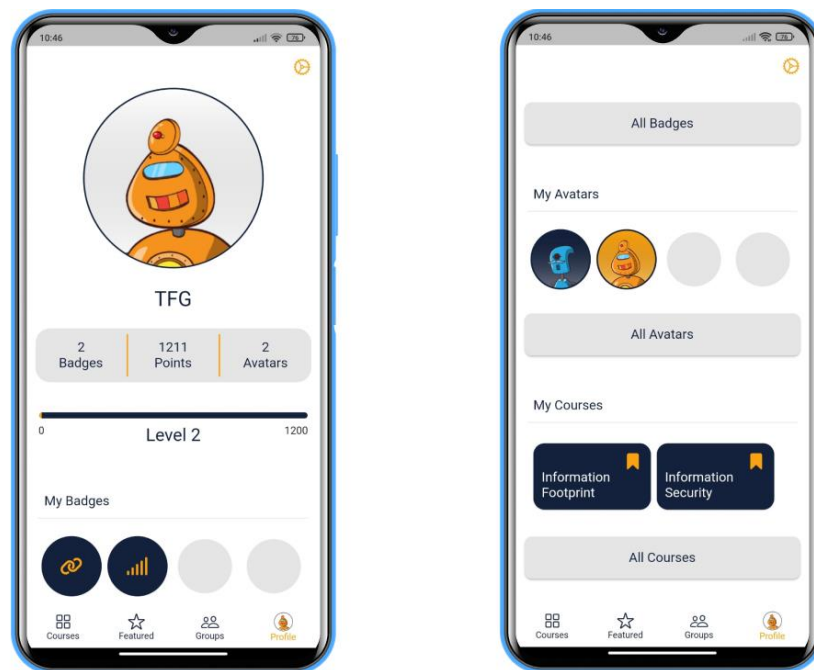 10:46
76
TFG
2 1211 2
Badges Points Avatars
0 Level 2 1200
My Badges
Courses Featured Groups Profile
10:46
76
All Badges
My Avatars
All Avatars
My Courses
Information Information
Footprint Security
All Courses
Courses Featured Groups Profile